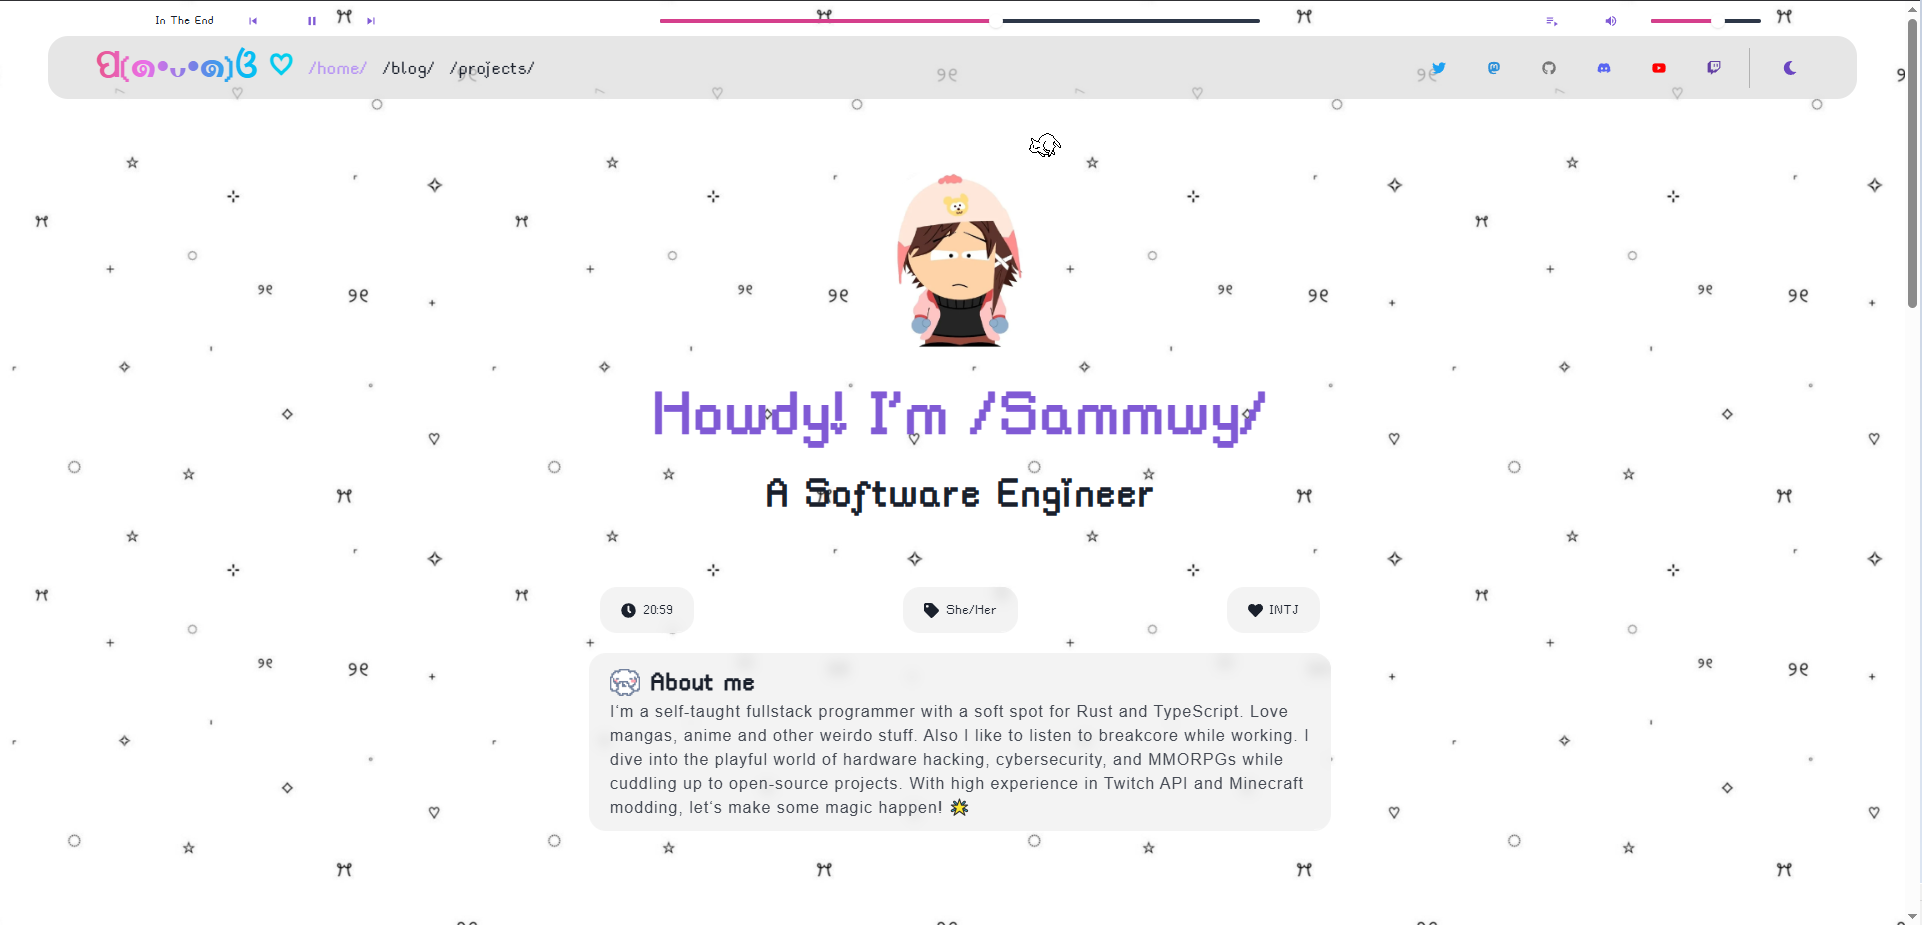 In The End
ପ(๑•ᴗ•๑)ଓ ♡
/home/ /blog/ /projects/
Howdy! I'm /Sammwy/
A Software Engineer
20:59
She/Her
INTJ
About me
I'm a self-taught fullstack programmer with a soft spot for Rust and TypeScript. Love
mangas, anime and other weirdo stuff. Also I like to listen to breakcore while working. I
dive into the playful world of hardware hacking, cybersecurity, and MMORPGs while
cuddling up to open-source projects. With high experience in Twitch API and Minecraft
modding, let's make some magic happen! 🌟